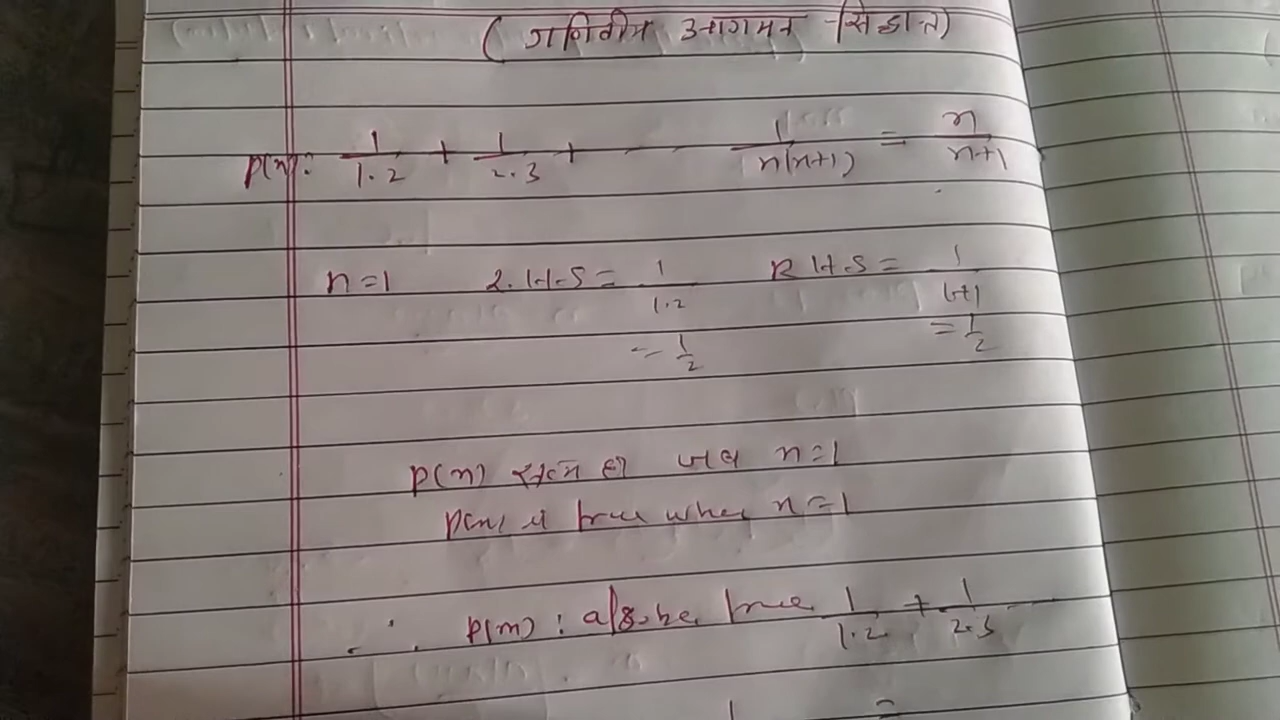 (गणितीय आगमन सिद्धान्त)
P(n): 1/1.2 + 1/2.3 + - - 1/n(n+1) = n/n+1
n=1 L.H.S = 1/1.2 R.H.S = 1/1+1
= 1/2 = 1/2
P(n) सत्य हो जब n=1
P(n) is true when n=1
∴ P(m) : also be true 1/1.2 + 1/2.3 —